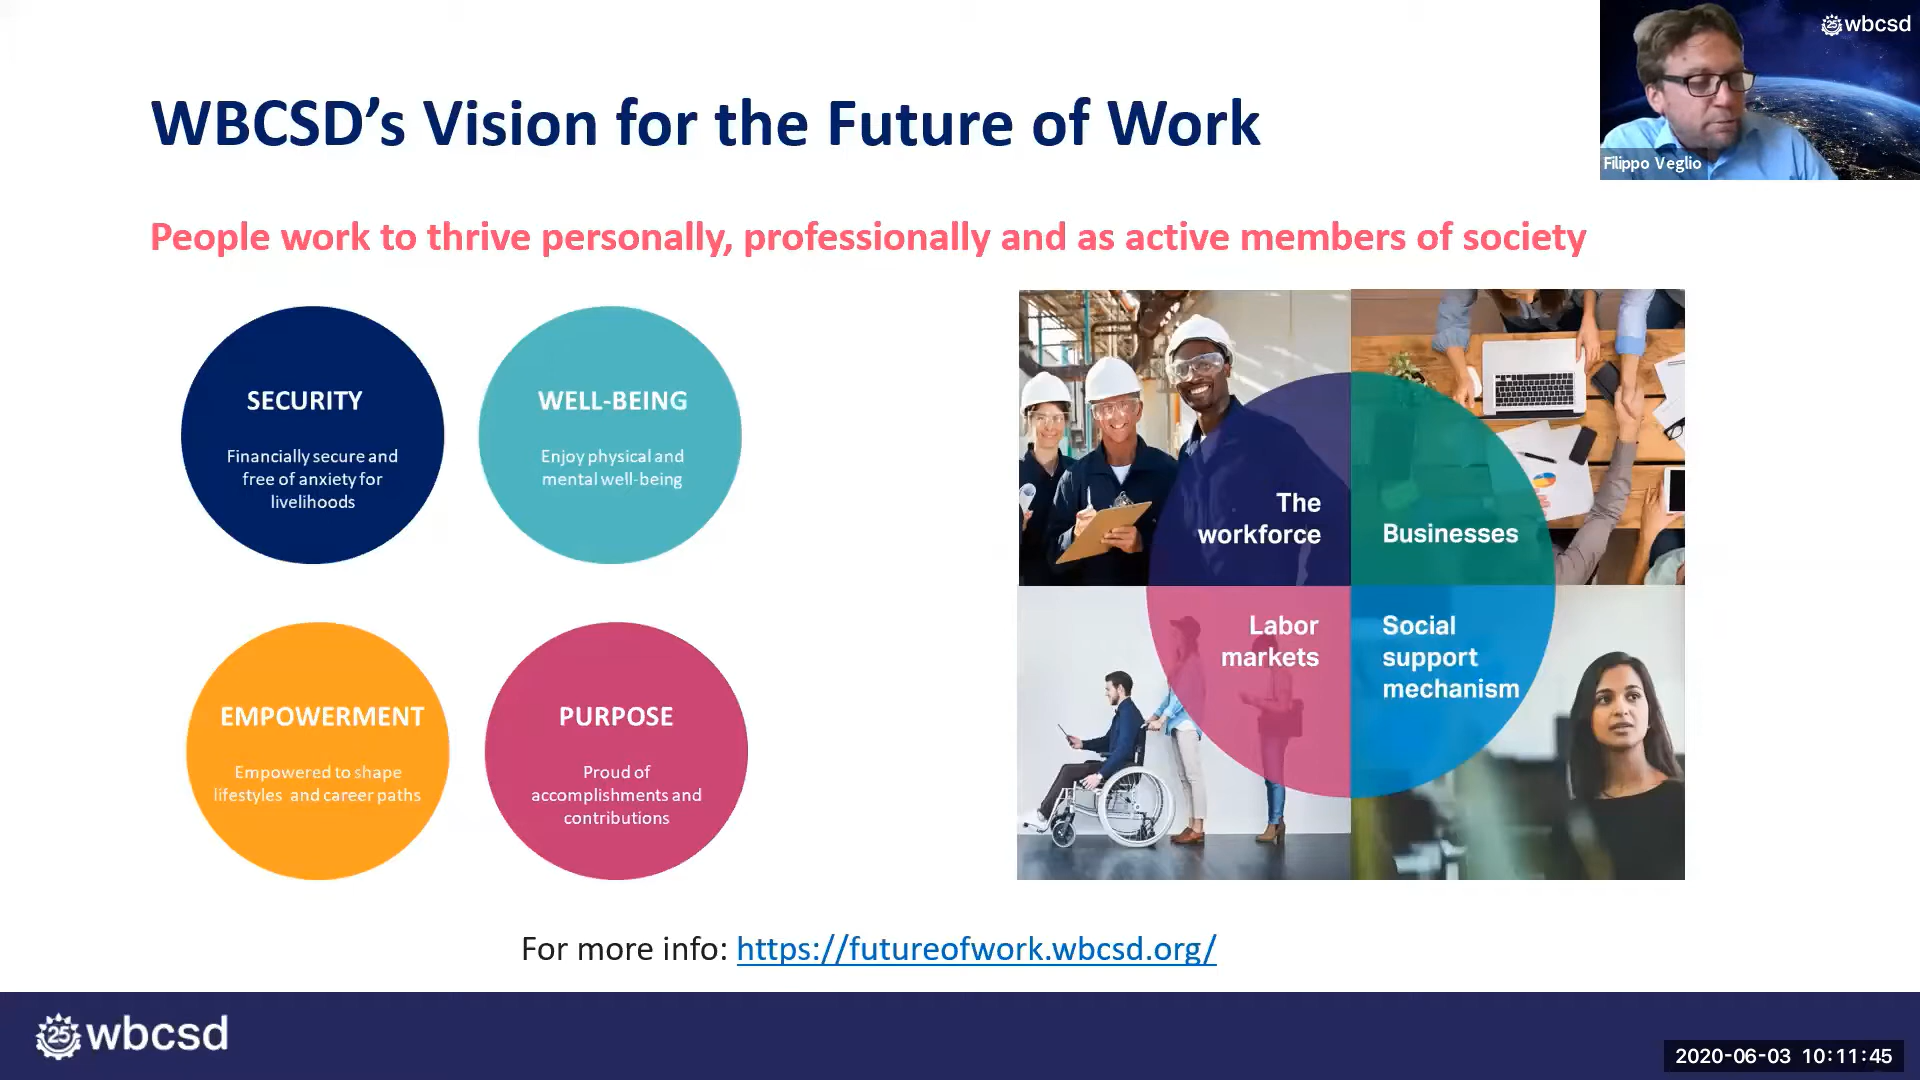 wbcsd
Filippo Veglio
WBCSD’s Vision for the Future of Work
People work to thrive personally, professionally and as active members of society
SECURITY
Financially secure and
free of anxiety for
livelihoods
WELL-BEING
Enjoy physical and
mental well-being
EMPOWERMENT
Empowered to shape
lifestyles and career paths
PURPOSE
Proud of
accomplishments and
contributions
The
workforce
Businesses
Labor
markets
Social
support
mechanism
For more info: https://futureofwork.wbcsd.org/
25 wbcsd
2020-06-03 10:11:45